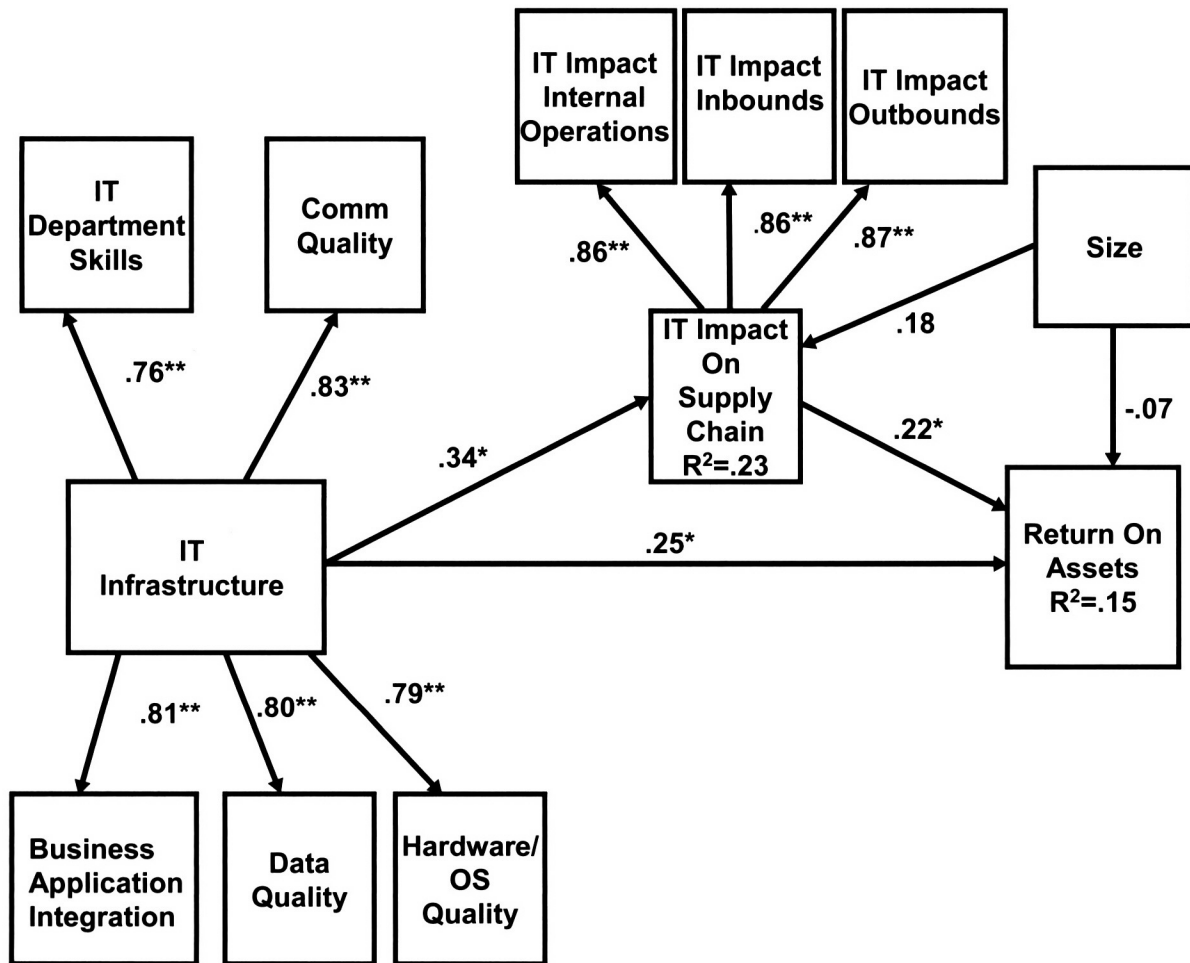 IT Impact
Internal
Operations
IT Impact
Inbounds
IT Impact
Outbounds
IT
Department
Skills
Comm
Quality
Size
.86**
.86**
.87**
IT Impact
On
Supply
Chain
R²=.23
.18
.76**
.83**
-.07
.34*
.22*
IT
Infrastructure
.25*
Return On
Assets
R²=.15
.81**
.80**
.79**
Business
Application
Integration
Data
Quality
Hardware/
OS
Quality